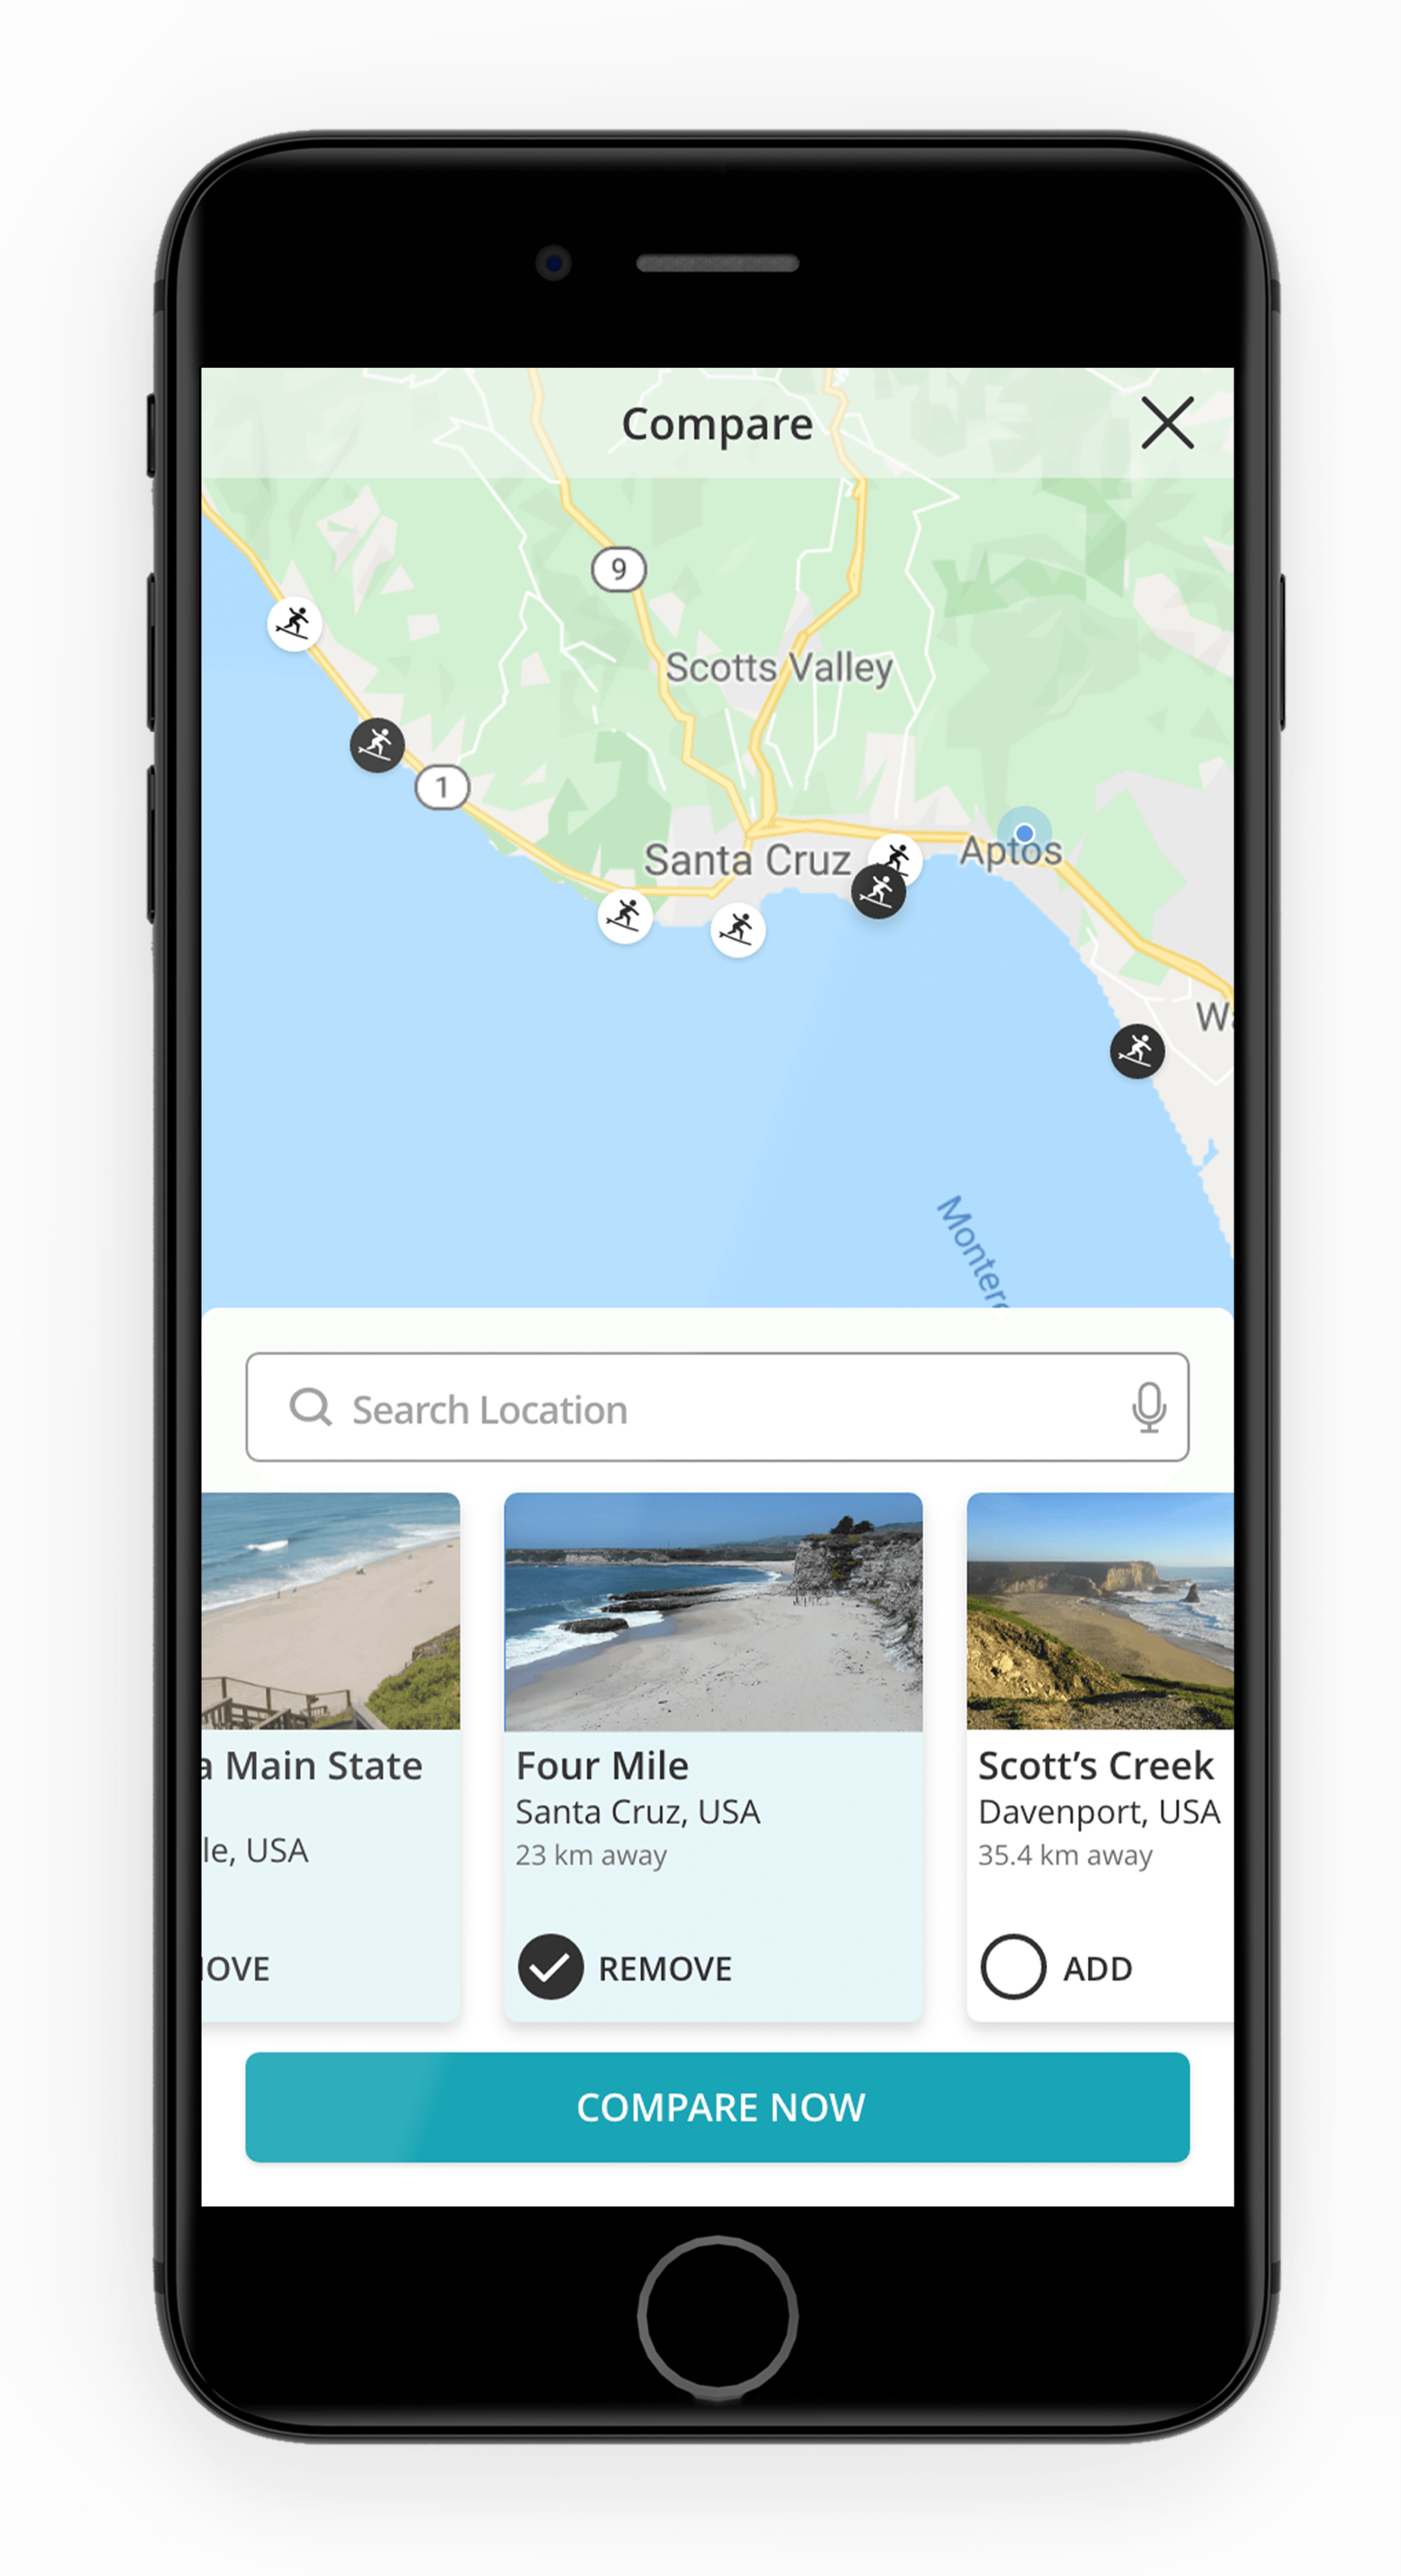 Compare
9
Scotts Valley
1
Santa Cruz
Aptos
Search Location
a Main State
le, USA
OVE
Four Mile
Santa Cruz, USA
23 km away
REMOVE
Scott’s Creek
Davenport, USA
35.4 km away
ADD
COMPARE NOW